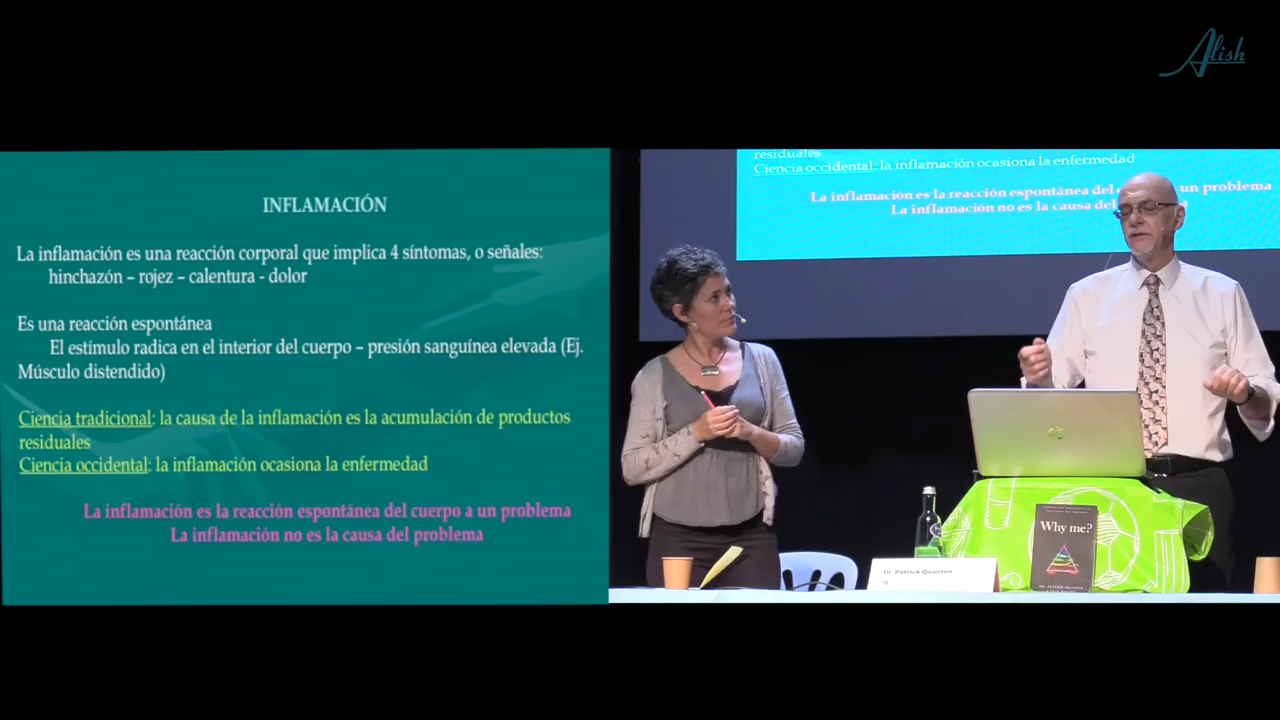 Alish
INFLAMACIÓN
La inflamación es una reacción corporal que implica 4 síntomas, o señales:
hinchazón – rojez – calentura - dolor
Es una reacción espontánea
El estímulo radica en el interior del cuerpo – presión sanguínea elevada (Ej.
Músculo distendido)
Ciencia tradicional: la causa de la inflamación es la acumulación de productos
residuales
Ciencia occidental: la inflamación ocasiona la enfermedad
La inflamación es la reacción espontánea del cuerpo a un problema
La inflamación no es la causa del problema
residuales
Ciencia occidental: la inflamación ocasiona la enfermedad
La inflamación es la reacción espontánea del un problema
La inflamación no es la causa del
Why me?
Dr. Patrick Quanten
DR. PATRICK QUANTEN